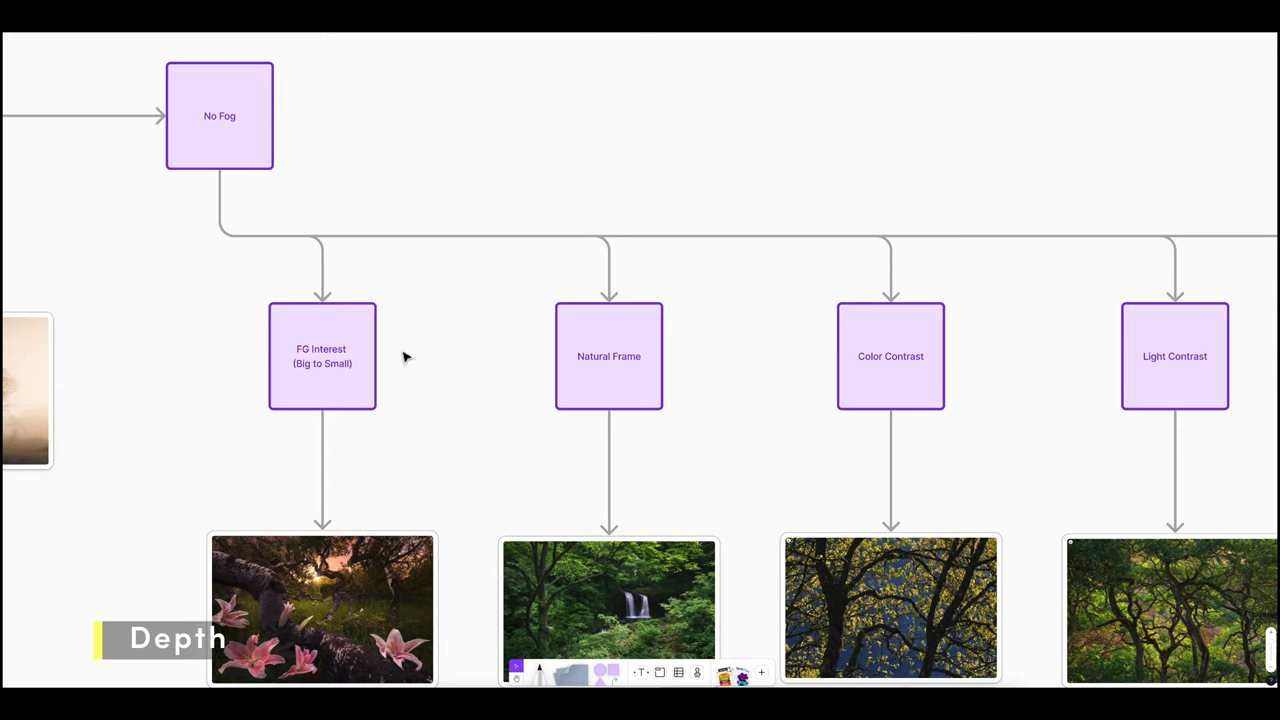 No Fog
FG Interest
(Big to Small)
Natural Frame
Color Contrast
Light Contrast
Depth
T